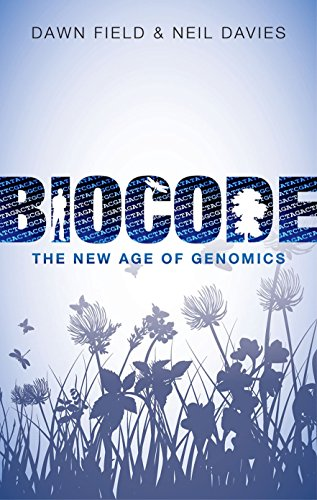 DAWN FIELD & NEIL DAVIES
BIOCODE
THE NEW AGE OF GENOMICS